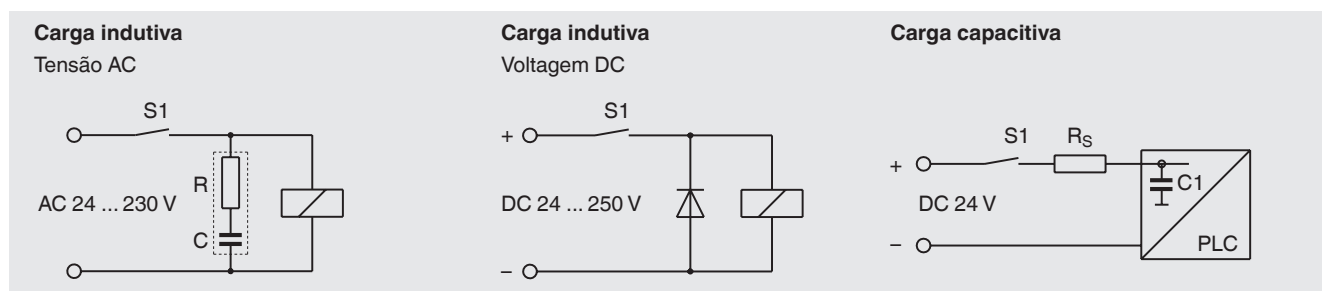 Carga indutiva
Tensão AC
S1
R
AC 24 ... 230 V
C
Carga indutiva
Voltagem DC
S1
+
DC 24 ... 250 V
–
Carga capacitiva
S1
RS
+
C1
DC 24 V
–
PLC